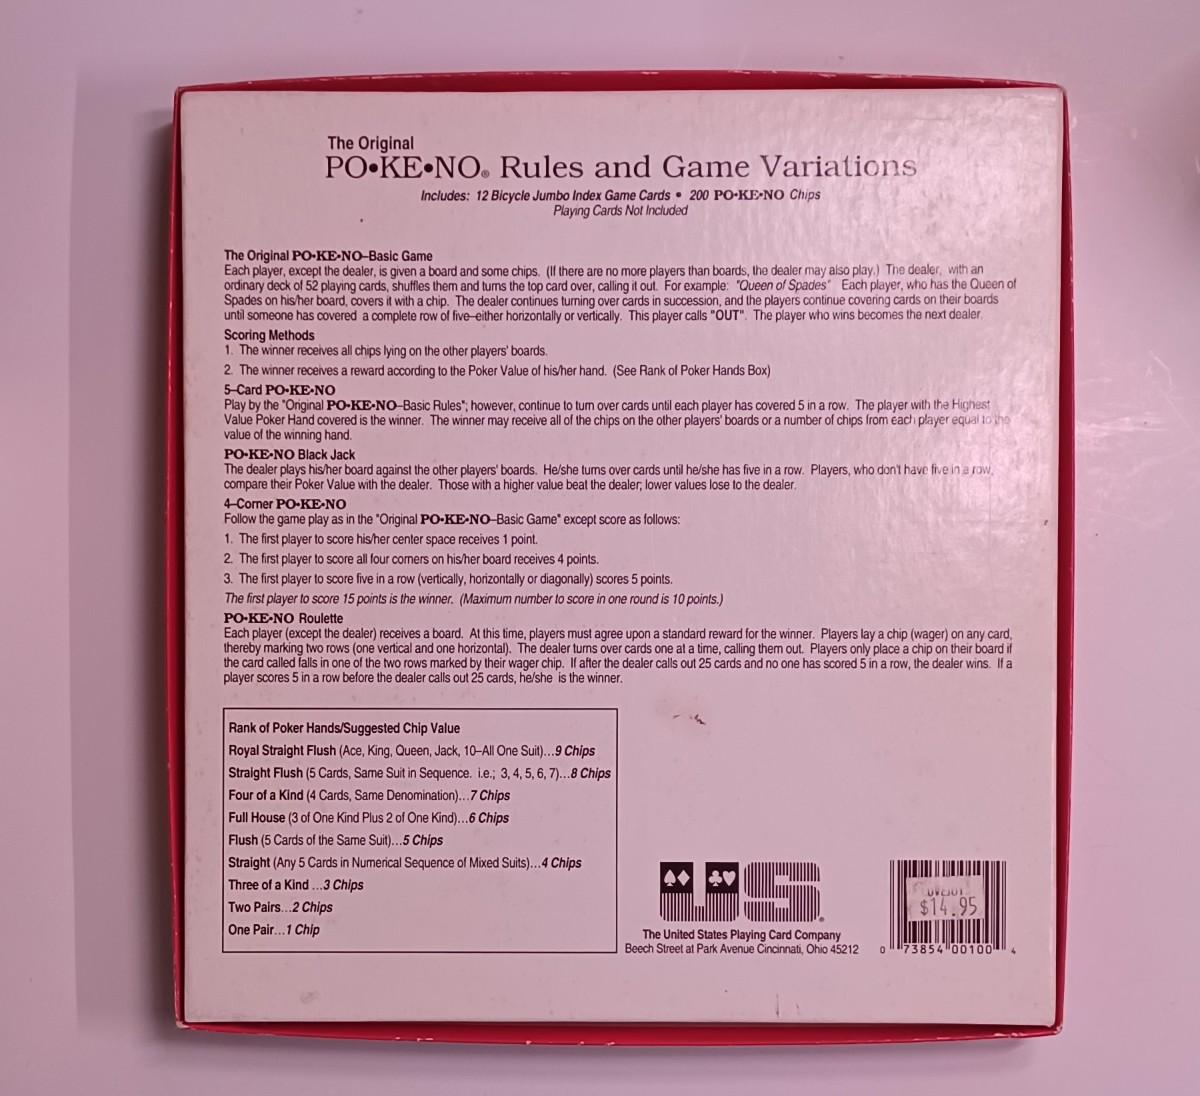 The Original
PO•KE•NO® Rules and Game Variations
Includes: 12 Bicycle Jumbo Index Game Cards • 200 PO•KE•NO Chips
Playing Cards Not Included
The Original PO•KE•NO–Basic Game
Each player, except the dealer, is given a board and some chips. (If there are no more players than boards, the dealer may also play.) The dealer, with an
ordinary deck of 52 playing cards, shuffles them and turns the top card over, calling it out. For example: "Queen of Spades" Each player, who has the Queen of
Spades on his/her board, covers it with a chip. The dealer continues turning over cards in succession, and the players continue covering cards on their boards
until someone has covered a complete row of five–either horizontally or vertically. This player calls "OUT". The player who wins becomes the next dealer.
Scoring Methods
1. The winner receives all chips lying on the other players' boards.
2. The winner receives a reward according to the Poker Value of his/her hand. (See Rank of Poker Hands Box)
5–Card PO•KE•NO
Play by the "Original PO•KE•NO–Basic Rules"; however, continue to turn over cards until each player has covered 5 in a row. The player with the Highest
Value Poker Hand covered is the winner. The winner may receive all of the chips on the other players' boards or a number of chips from each player equal to the
value of the winning hand.
PO•KE•NO Black Jack
The dealer plays his/her board against the other players' boards. He/she turns over cards until he/she has five in a row. Players, who don't have five in a row,
compare their Poker Value with the dealer. Those with a higher value beat the dealer; lower values lose to the dealer.
4–Corner PO•KE•NO
Follow the game play as in the "Original PO•KE•NO–Basic Game" except score as follows:
1. The first player to score his/her center space receives 1 point.
2. The first player to score all four corners on his/her board receives 4 points.
3. The first player to score five in a row (vertically, horizontally or diagonally) scores 5 points.
The first player to score 15 points is the winner. (Maximum number to score in one round is 10 points.)
PO•KE•NO Roulette
Each player (except the dealer) receives a board. At this time, players must agree upon a standard reward for the winner. Players lay a chip (wager) on any card,
thereby marking two rows (one vertical and one horizontal). The dealer turns over cards one at a time, calling them out. Players only place a chip on their board if
the card called falls in one of the two rows marked by their wager chip. If after the dealer calls out 25 cards and no one has scored 5 in a row, the dealer wins. If a
player scores 5 in a row before the dealer calls out 25 cards, he/she is the winner.
Rank of Poker Hands/Suggested Chip Value
Royal Straight Flush (Ace, King, Queen, Jack, 10–All One Suit)...9 Chips
Straight Flush (5 Cards, Same Suit in Sequence. i.e.; 3, 4, 5, 6, 7)...8 Chips
Four of a Kind (4 Cards, Same Denomination)...7 Chips
Full House (3 of One Kind Plus 2 of One Kind)...6 Chips
Flush (5 Cards of the Same Suit)...5 Chips
Straight (Any 5 Cards in Numerical Sequence of Mixed Suits)...4 Chips
Three of a Kind ...3 Chips
Two Pairs...2 Chips
One Pair...1 Chip
US®
The United States Playing Card Company
Beech Street at Park Avenue Cincinnati, Ohio 45212
$14.95
0 73854 00100 4